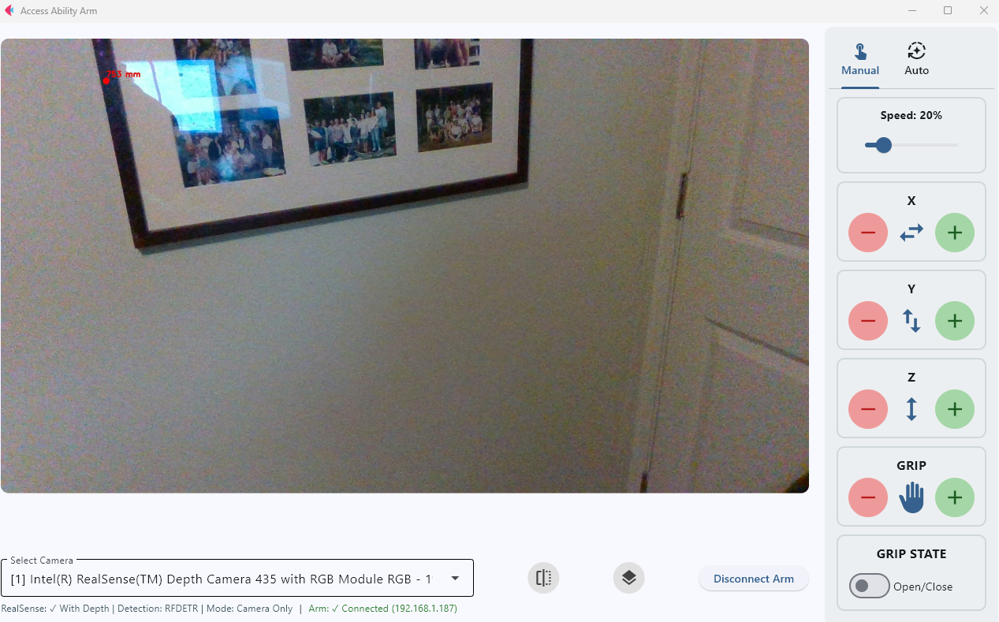 Access Ability Arm
753 mm
Manual
Auto
Speed: 20%
X
Y
Z
GRIP
GRIP STATE
Open/Close
Select Camera
[1] Intel(R) RealSense(TM) Depth Camera 435 with RGB Module RGB - 1
Disconnect Arm
RealSense: ✓ With Depth | Detection: RFDETR | Mode: Camera Only | Arm: ✓ Connected (192.168.1.187)